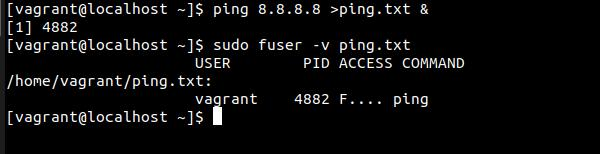 [vagrant@localhost ~]$ ping 8.8.8.8 >ping.txt &
[1] 4882
[vagrant@localhost ~]$ sudo fuser -v ping.txt
                     USER        PID ACCESS COMMAND
/home/vagrant/ping.txt:
                     vagrant    4882 F.... ping
[vagrant@localhost ~]$